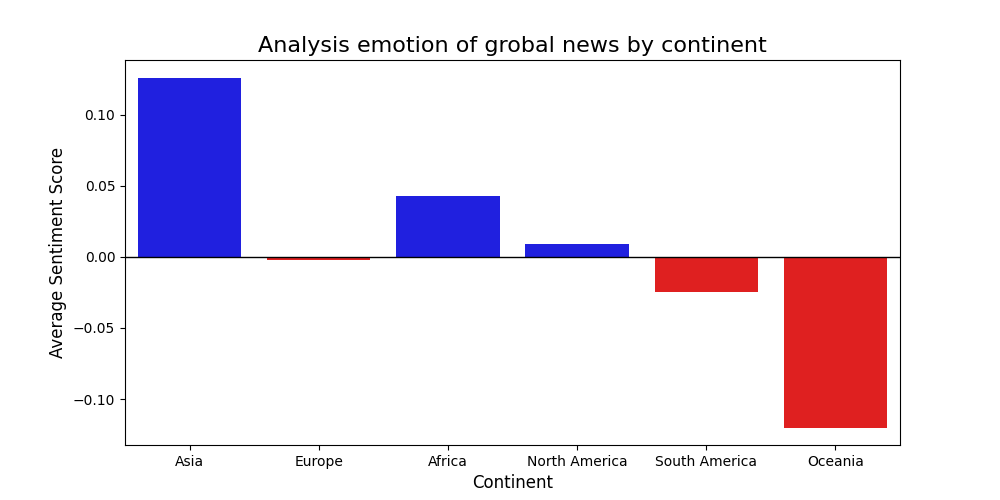 Analysis emotion of grobal news by continent
Average Sentiment Score
0.10
0.05
0.00
−0.05
−0.10
Asia Europe Africa North America South America Oceania
Continent